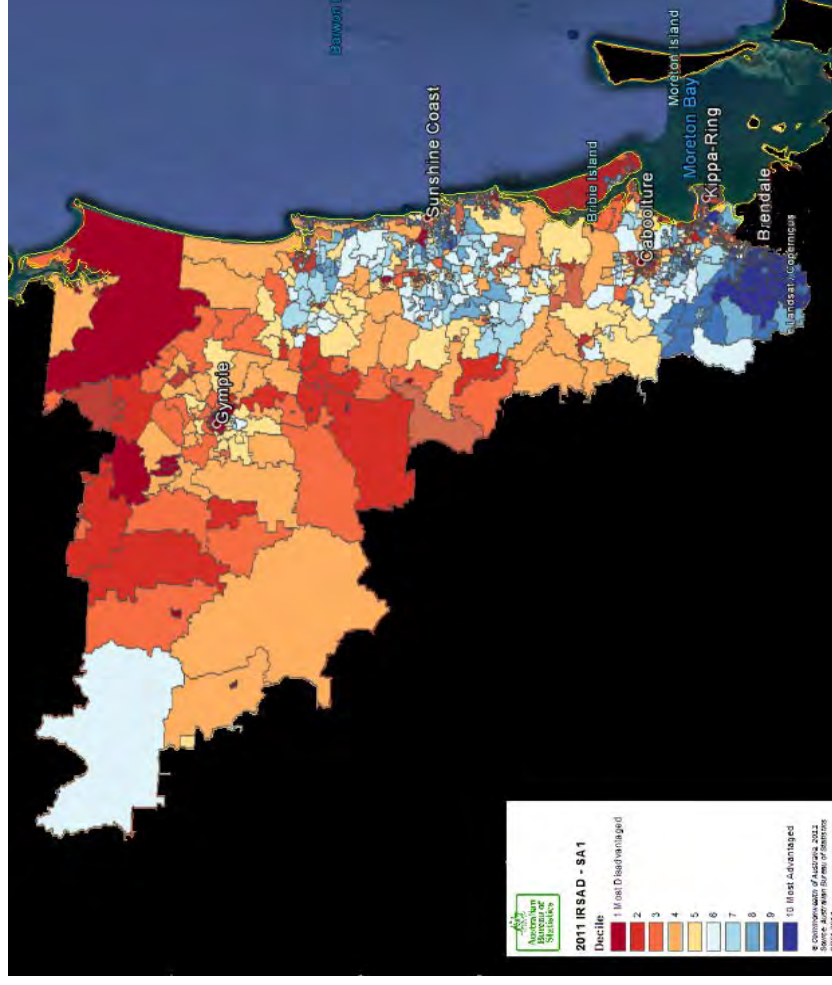 Moreton Island
Sunshine Coast
Moreton Bay
Kippa-Ring
Bribie Island
Caboolture
Brendale
Gympie
© Landsat / Copernicus
Australian
Bureau of
Statistics
2011 IRSAD - SA1
Decile
1 Most Disadvantaged
2
3
4
5
6
7
8
9
10 Most Advantaged
© Commonwealth of Australia 2011
Source: Australian Bureau of Statistics